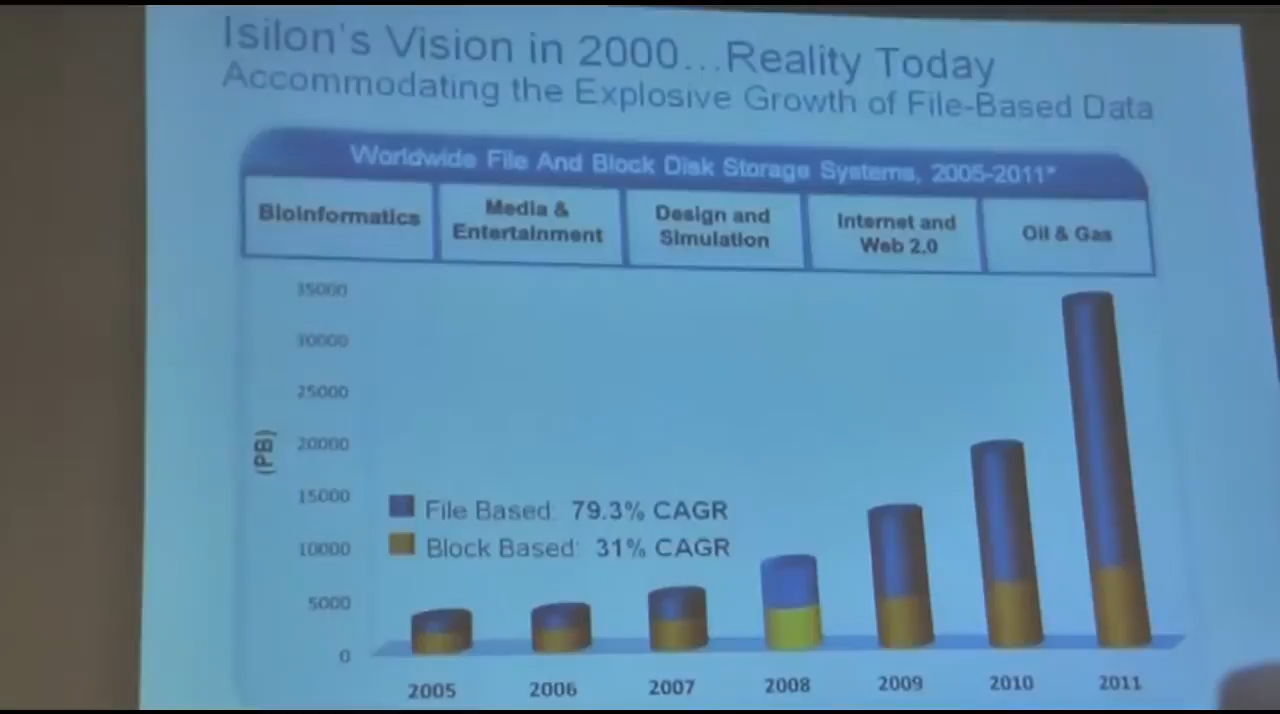 Isilon's Vision in 2000...Reality Today
Accommodating the Explosive Growth of File-Based Data
Worldwide File And Block Disk Storage Systems, 2005-2011*
Bioinformatics
Media &
Entertainment
Design and
Simulation
Internet and
Web 2.0
Oil & Gas
35000
30000
25000
20000
15000
10000
5000
0
(PB)
File Based: 79.3% CAGR
Block Based: 31% CAGR
2005 2006 2007 2008 2009 2010 2011